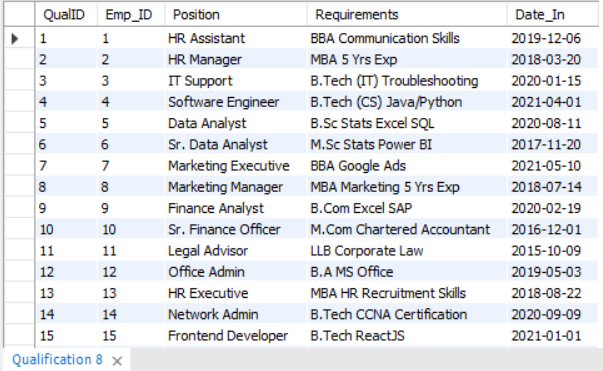 QualID Emp_ID Position Requirements Date_In
1 1 HR Assistant BBA Communication Skills 2019-12-06
2 2 HR Manager MBA 5 Yrs Exp 2018-03-20
3 3 IT Support B.Tech (IT) Troubleshooting 2020-01-15
4 4 Software Engineer B.Tech (CS) Java/Python 2021-04-01
5 5 Data Analyst B.Sc Stats Excel SQL 2020-08-11
6 6 Sr. Data Analyst M.Sc Stats Power BI 2017-11-20
7 7 Marketing Executive BBA Google Ads 2021-05-10
8 8 Marketing Manager MBA Marketing 5 Yrs Exp 2018-07-14
9 9 Finance Analyst B.Com Excel SAP 2020-02-19
10 10 Sr. Finance Officer M.Com Chartered Accountant 2016-12-01
11 11 Legal Advisor LLB Corporate Law 2015-10-09
12 12 Office Admin B.A MS Office 2019-05-03
13 13 HR Executive MBA HR Recruitment Skills 2018-08-22
14 14 Network Admin B.Tech CCNA Certification 2020-09-09
15 15 Frontend Developer B.Tech ReactJS 2021-01-01
Qualification 8